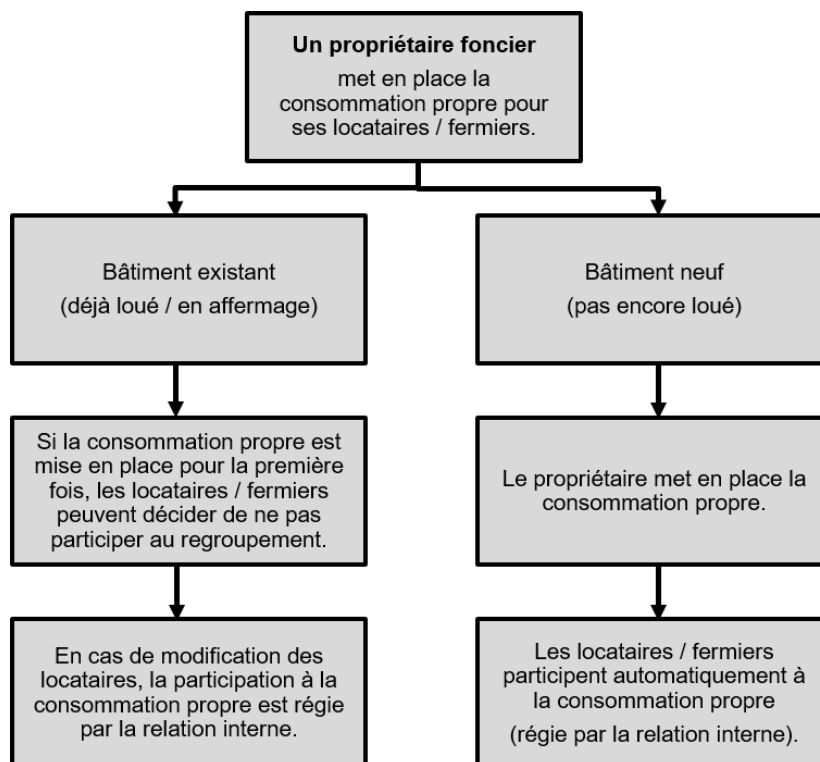 Un propriétaire foncier
met en place la
consommation propre pour
ses locataires / fermiers.
Bâtiment existant
(déjà loué / en affermage)
Bâtiment neuf
(pas encore loué)
Si la consommation propre est
mise en place pour la première
fois, les locataires / fermiers
peuvent décider de ne pas
participer au regroupement.
Le propriétaire met en place la
consommation propre.
En cas de modification des
locataires, la participation à la
consommation propre est régie
par la relation interne.
Les locataires / fermiers
participent automatiquement à
la consommation propre
(régie par la relation interne).